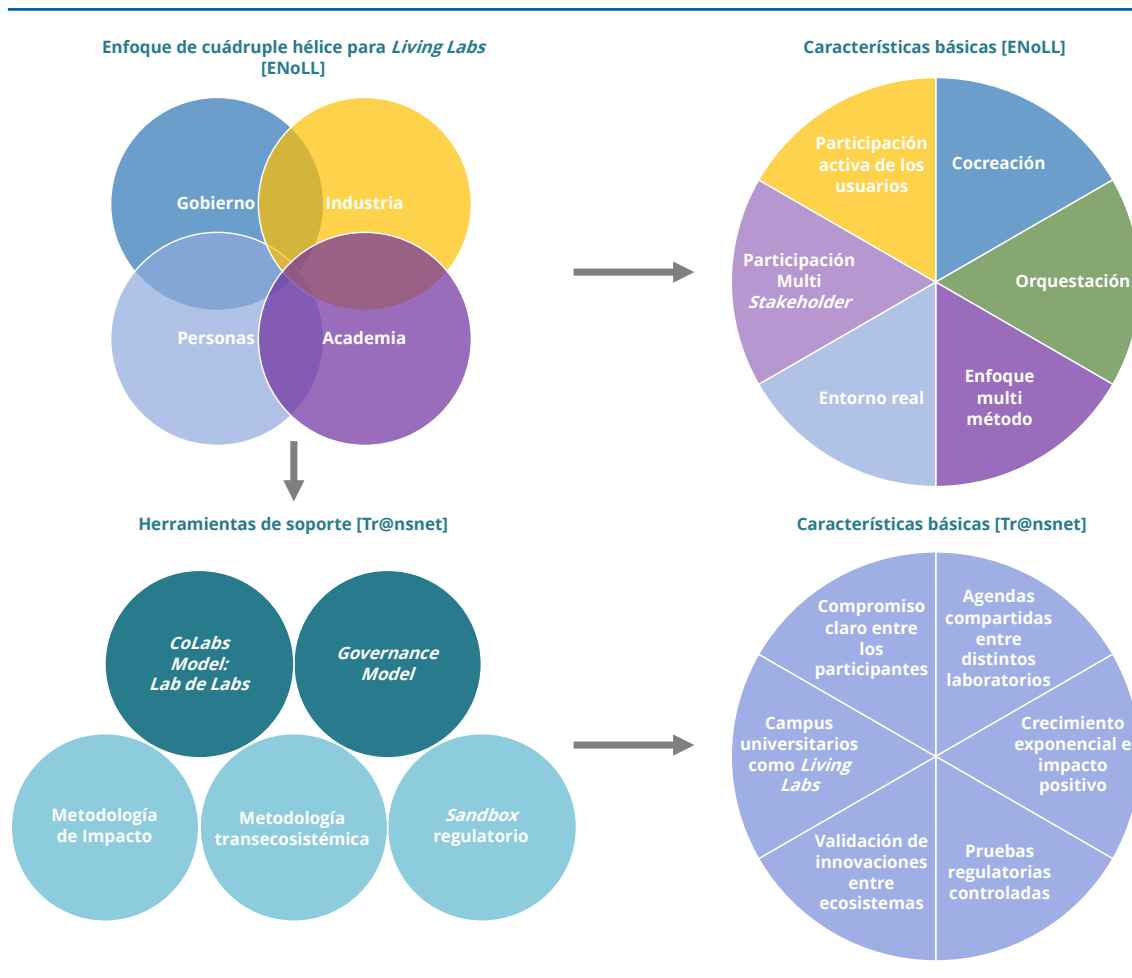 Enfoque de cuádruple hélice para Living Labs
[ENoLL]
Gobierno
Industria
Personas
Academia
Características básicas [ENoLL]
Participación
activa de los
usuarios
Cocreación
Participación
Multi
Stakeholder
Orquestación
Entorno real
Enfoque
multi
método
Herramientas de soporte [Tr@nsnet]
CoLabs
Model:
Lab de Labs
Governance
Model
Metodología
de Impacto
Metodología
transecosistémica
Sandbox
regulatorio
Características básicas [Tr@nsnet]
Compromiso
claro entre
los
participantes
Agendas
compartidas
entre
distintos
laboratorios
Campus
universitarios
como Living
Labs
Crecimiento
exponencial e
impacto
positivo
Validación de
innovaciones
entre
ecosistemas
Pruebas
regulatorias
controladas